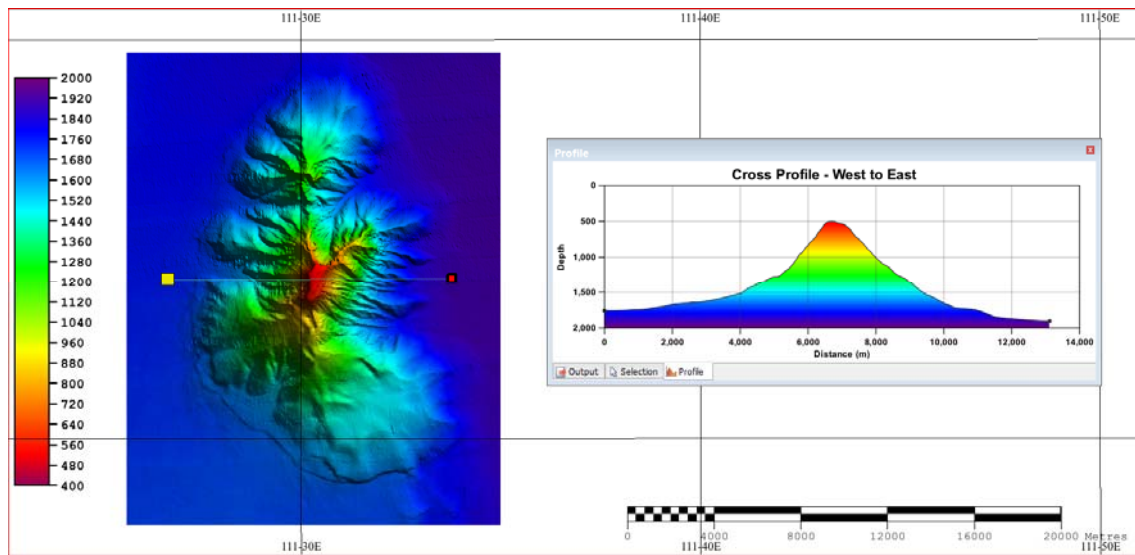 111-30E
111-40E
111-50E
2000
1920
1840
1760
1680
1600
1520
1440
1360
1280
1200
1120
1040
960
880
800
720
640
560
480
400
Profile
Cross Profile - West to East
Depth
0
500
1,000
1,500
2,000
0
2,000
4,000
6,000
8,000
10,000
12,000
14,000
Distance (m)
Output
Selection
Profile
0
4000
8000
12000
16000
20000 Metres
111-30E
111-40E
111-50E